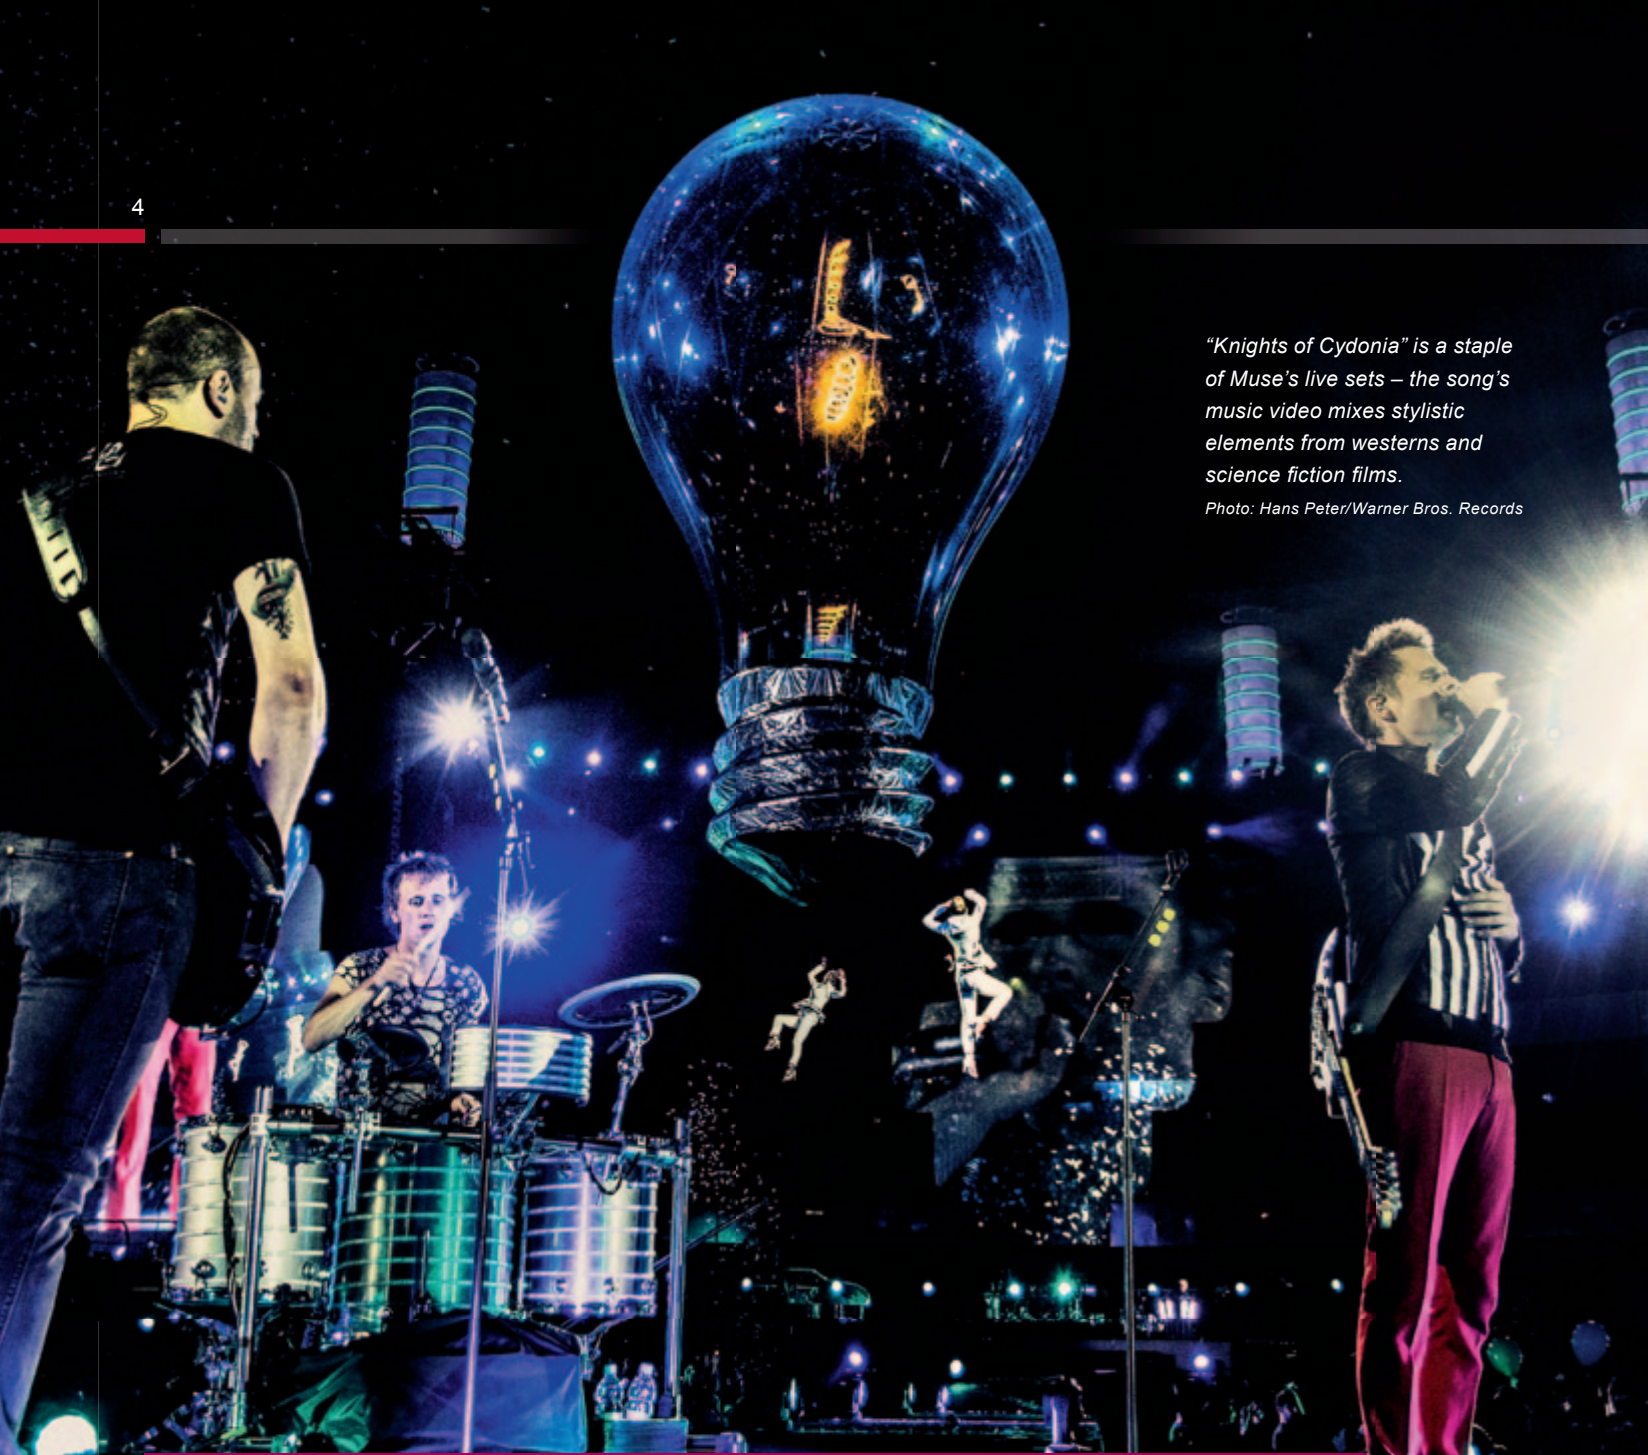 4
“Knights of Cydonia” is a staple
of Muse’s live sets – the song’s
music video mixes stylistic
elements from westerns and
science fiction films.
Photo: Hans Peter/Warner Bros. Records